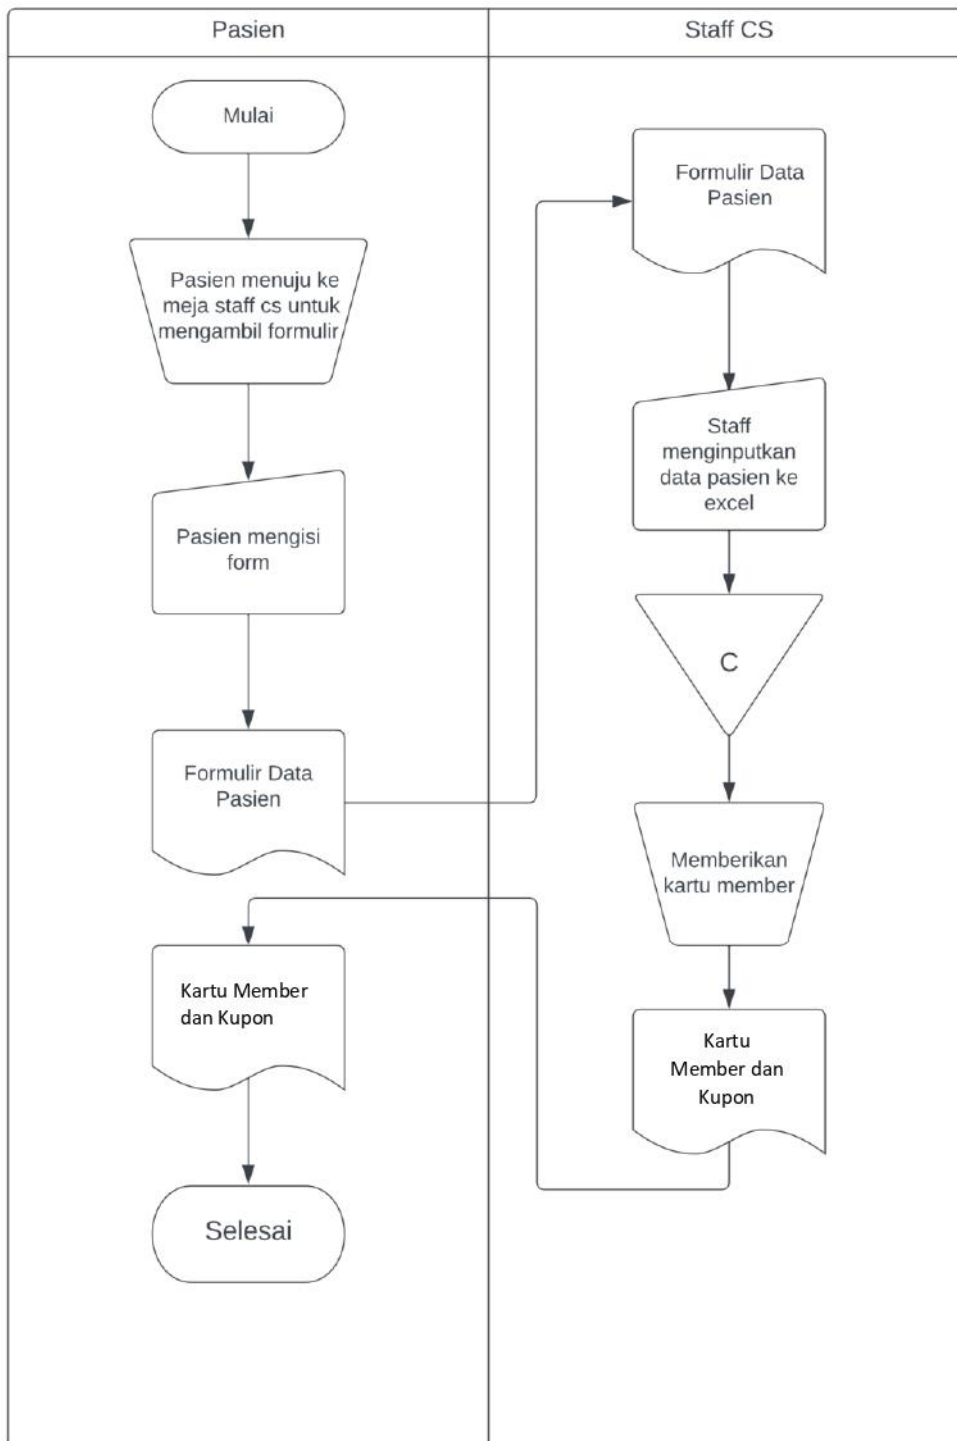 Pasien
Staff CS
Mulai
Pasien menuju ke
meja staff cs untuk
mengambil formulir
Pasien mengisi
form
Formulir Data
Pasien
Formulir Data
Pasien
Staff
menginputkan
data pasien ke
excel
C
Memberikan
kartu member
Kartu
Member dan
Kupon
Kartu Member
dan Kupon
Selesai